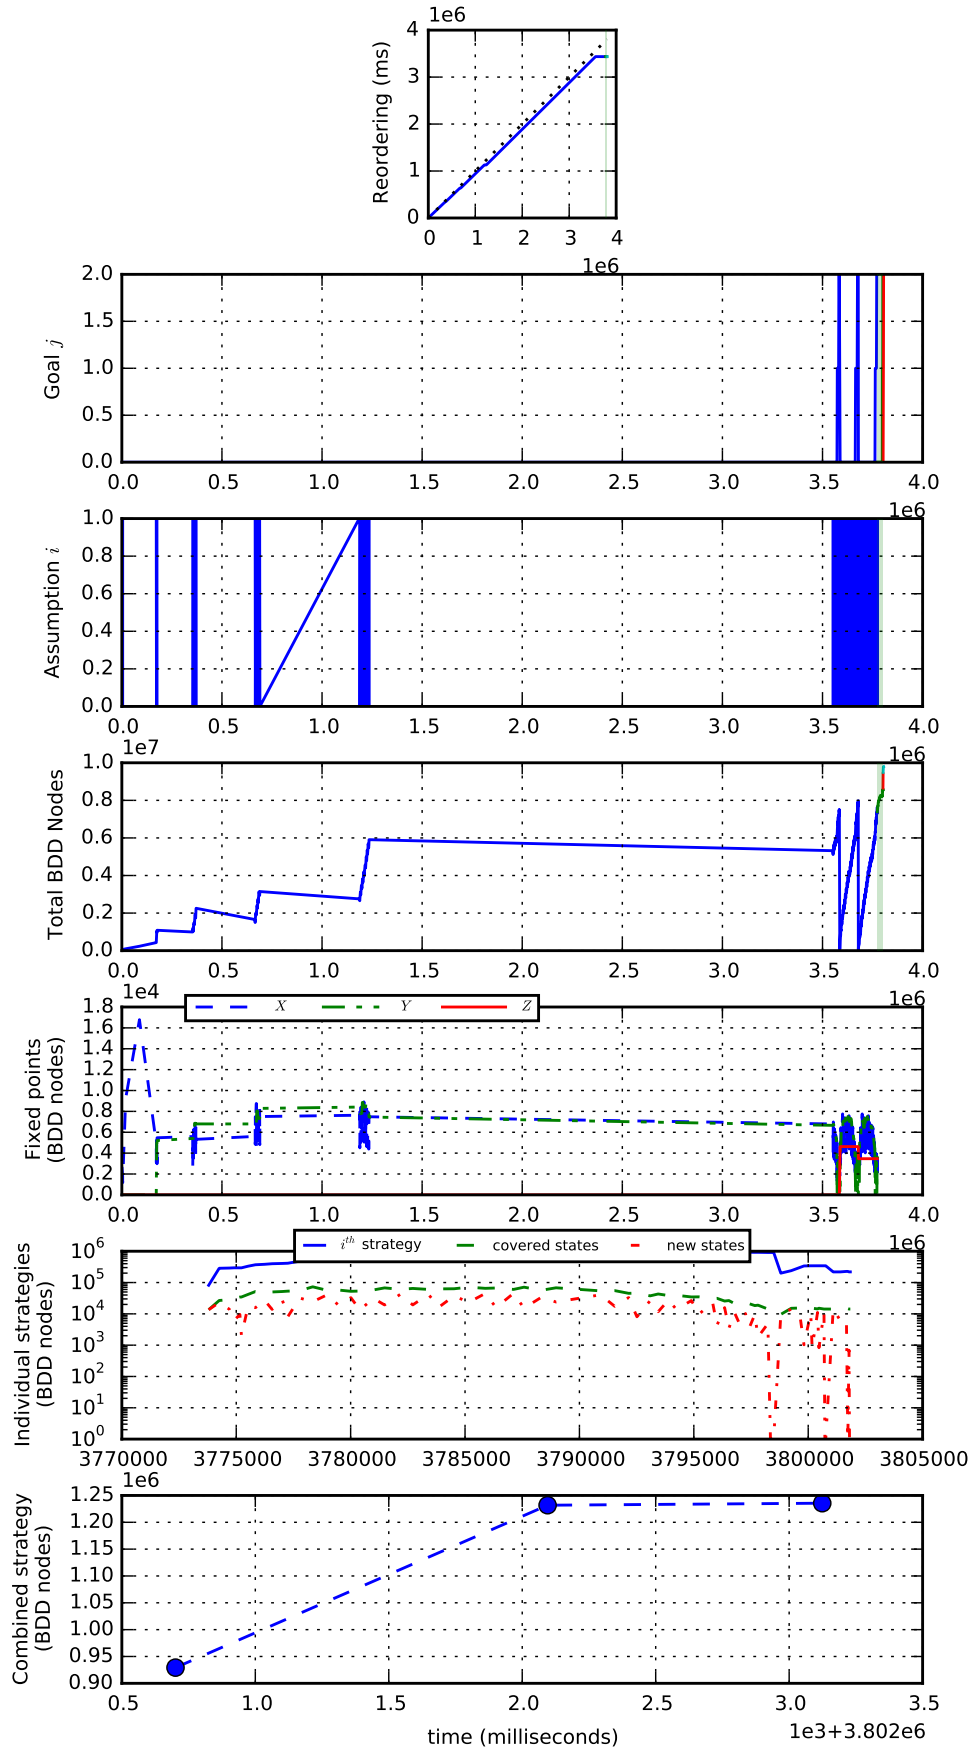 1e6
4
3
2
1
0
Reordering (ms)
0 1 2 3 4
1e6
2.0
1.5
1.0
0.5
0.0
Goal j
0.0 0.5 1.0 1.5 2.0 2.5 3.0 3.5 4.0
1e6
1.0
0.8
0.6
0.4
0.2
0.0
Assumption i
0.0 0.5 1.0 1.5 2.0 2.5 3.0 3.5 4.0
1e7 1e6
1.0
0.8
0.6
0.4
0.2
0.0
Total BDD Nodes
0.0 0.5 1.0 1.5 2.0 2.5 3.0 3.5 4.0
1e4 1e6
X Y Z
1.8
1.6
1.4
1.2
1.0
0.8
0.6
0.4
0.2
0.0
Fixed points
(BDD nodes)
0.0 0.5 1.0 1.5 2.0 2.5 3.0 3.5 4.0
1e6
i^th strategy covered states new states
10^6
10^5
10^4
10^3
10^2
10^1
10^0
Individual strategies
(BDD nodes)
3770000 3775000 3780000 3785000 3790000 3795000 3800000 3805000
1e6
1.25
1.20
1.15
1.10
1.05
1.00
0.95
0.90
Combined strategy
(BDD nodes)
0.5 1.0 1.5 2.0 2.5 3.0 3.5
time (milliseconds)
1e3+3.802e6